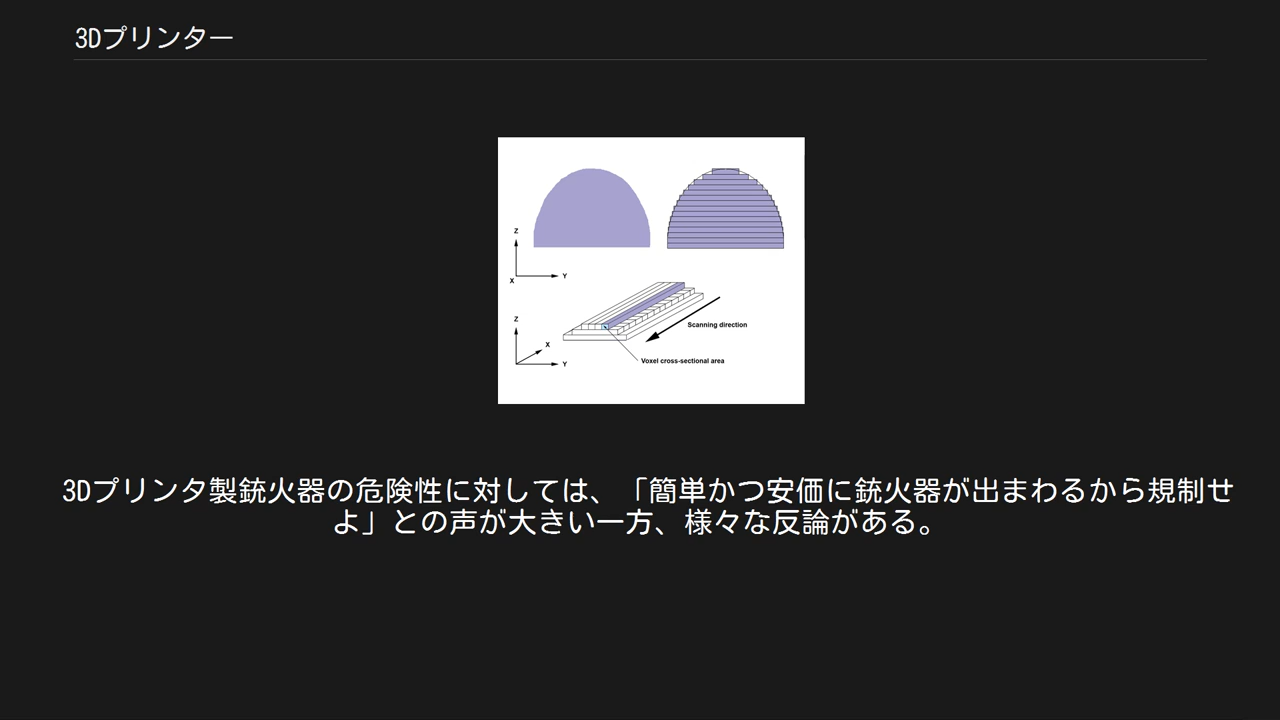 3Dプリンター
Z
X
Y
Z
X
Y
Scanning direction
Voxel cross-sectional area
3Dプリンタ製銃火器の危険性に対しては、「簡単かつ安価に銃火器が出まわるから規制せ
よ」との声が大きい一方、様々な反論がある。